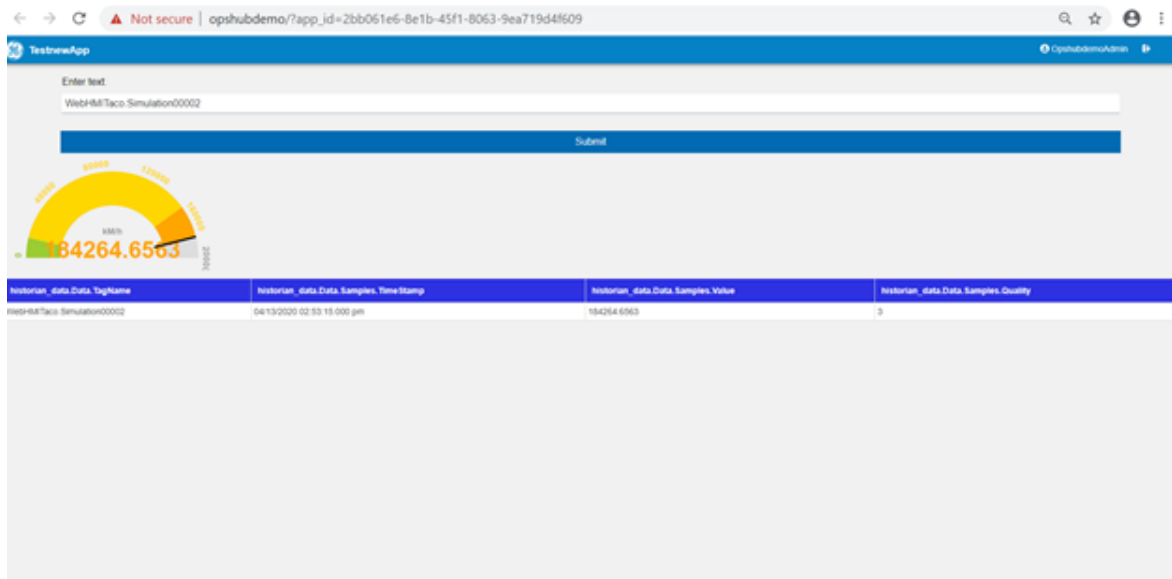 Not secure | opshubdemo/?app_id=2bb061e6-8e1b-45f1-8063-9ea719d4f609
TestnewApp OpshubdemoAdmin
Enter text
WebHMITaco.Simulation00002
Submit
40000 80000 120000 160000
km/h
0 184264.6563
historian_data.Data.TagName historian_data.Data.Samples.TimeStamp historian_data.Data.Samples.Value historian_data.Data.Samples.Quality
WebHMITaco.Simulation00002 04/13/2020 02:53:15.000 pm 184264.6563 3